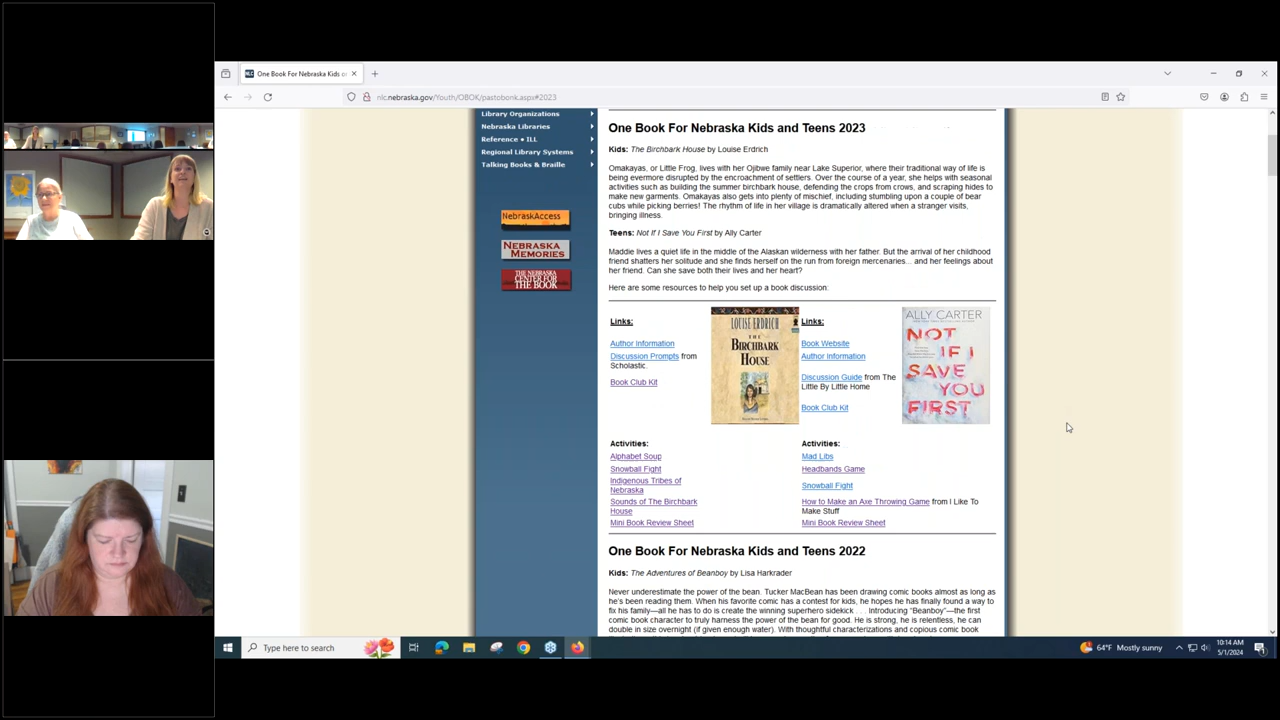 One Book For Nebraska Kids o
nlc.nebraska.gov/Youth/OBOK/pastobonk.aspx#2023
Library Organizations
Nebraska Libraries
Reference • ILL
Regional Library Systems
Talking Books & Braille
NebraskAccess
NEBRASKA
MEMORIES
THE NEBRASKA
CENTER FOR
THE BOOK
One Book For Nebraska Kids and Teens 2023
Kids: The Birchbark House by Louise Erdrich
Omakayas, or Little Frog, lives with her Ojibwe family near Lake Superior, where their traditional way of life is
being evermore disrupted by the encroachment of settlers. Over the course of a year, she helps with seasonal
activities such as building the summer birchbark house, defending the crops from crows, and scraping hides to
make new garments. Omakayas also gets into plenty of mischief, including stumbling upon a couple of bear
cubs while picking berries! The rhythm of life in her village is dramatically altered when a stranger visits,
bringing illness.
Teens: Not If I Save You First by Ally Carter
Maddie lives a quiet life in the middle of the Alaskan wilderness with her father. But the arrival of her childhood
friend shatters her solitude and she finds herself on the run from foreign mercenaries... and her feelings about
her friend. Can she save both their lives and her heart?
Here are some resources to help you set up a book discussion:
Links:
Author Information
Discussion Prompts from
Scholastic.
Book Club Kit
LOUISE ERDRICH
THE
BIRCHBARK
HOUSE
Links:
Book Website
Author Information
Discussion Guide from The
Little By Little Home
Book Club Kit
ALLY CARTER
NOT
IF I
SAVE
YOU
FIRST
Activities:
Alphabet Soup
Snowball Fight
Indigenous Tribes of
Nebraska
Sounds of The Birchbark
House
Mini Book Review Sheet
Activities:
Mad Libs
Headbands Game
Snowball Fight
How to Make an Axe Throwing Game from I Like To
Make Stuff
Mini Book Review Sheet
One Book For Nebraska Kids and Teens 2022
Kids: The Adventures of Beanboy by Lisa Harkrader
Never underestimate the power of the bean. Tucker MacBean has been drawing comic books almost as long as
he's been reading them. When his favorite comic has a contest for kids, he hopes he has finally found a way to
fix his family—all he has to do is create the winning superhero sidekick . . . Introducing "Beanboy"—the first
comic book character to truly harness the power of the bean for good. He is strong, he is relentless, he can
double in size overnight (if given enough water). With thoughtful characterizations and copious comic book
Type here to search
64°F Mostly sunny
10:14 AM
5/1/2024